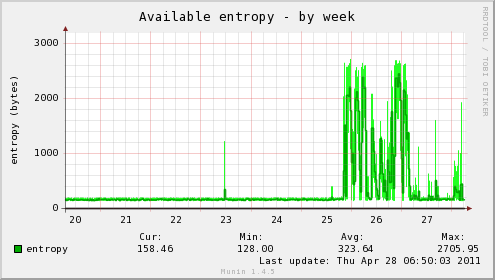 Available entropy - by week
RRDTOOL / TOBI OETIKER
entropy (bytes)
3000
2000
1000
0
20 21 22 23 24 25 26 27
Cur: Min: Avg: Max:
entropy 158.46 128.00 323.64 2705.95
Last update: Thu Apr 28 06:50:03 2011
Munin 1.4.5